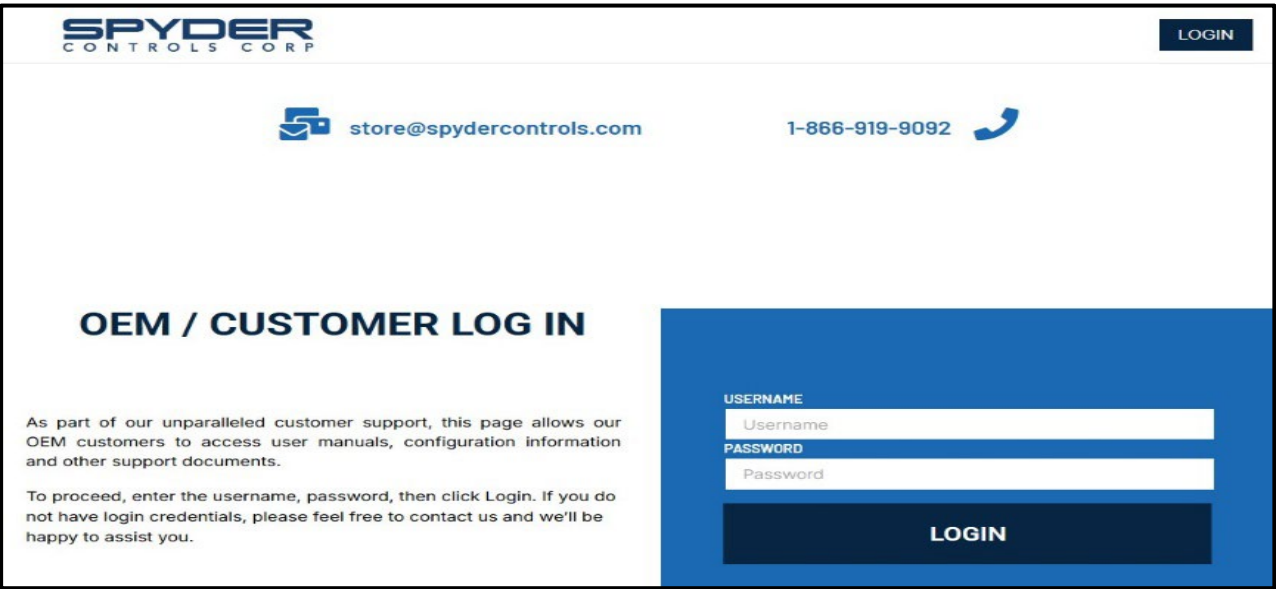 SPYDER
CONTROLS CORP
LOGIN
store@spydercontrols.com
1-866-919-9092
OEM / CUSTOMER LOG IN
As part of our unparalleled customer support, this page allows our
OEM customers to access user manuals, configuration information
and other support documents.
To proceed, enter the username, password, then click Login. If you do
not have login credentials, please feel free to contact us and we'll be
happy to assist you.
USERNAME
Username
PASSWORD
Password
LOGIN